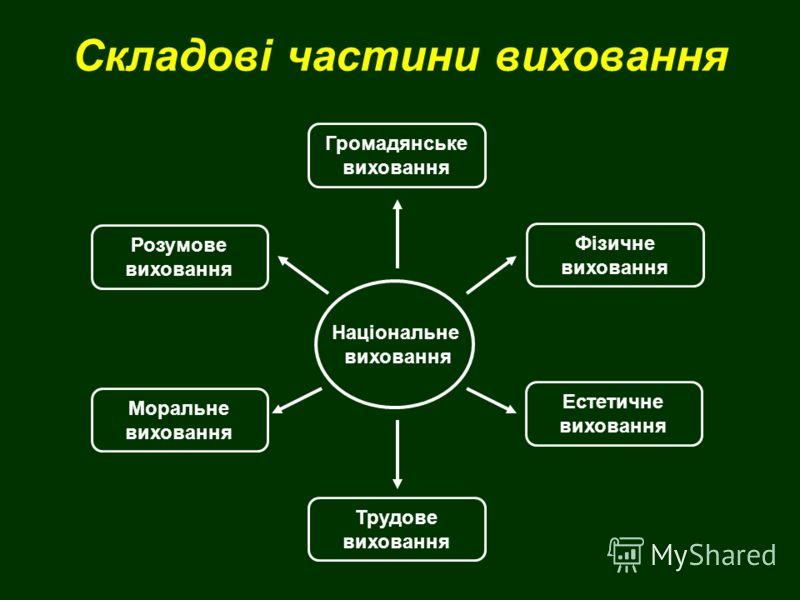 Складові частини виховання
Громадянське
виховання
Розумове
виховання
Фізичне
виховання
Національне
виховання
Моральне
виховання
Естетичне
виховання
Трудове
виховання
MyShared